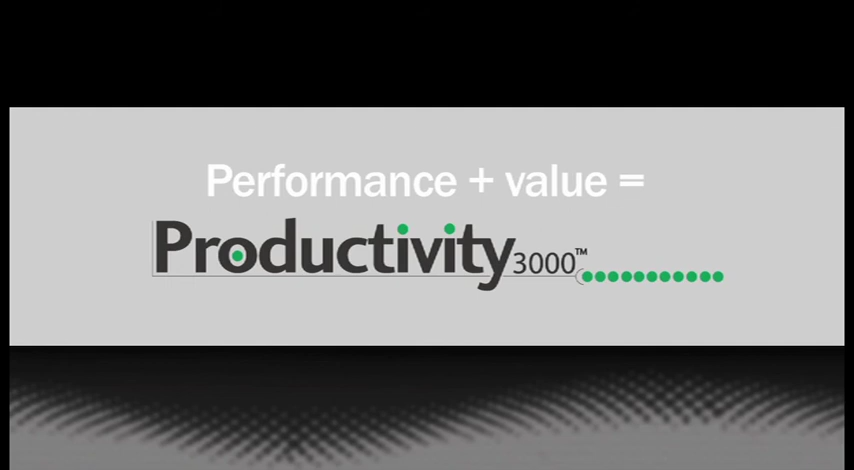 Performance + value =
Productivity3000™